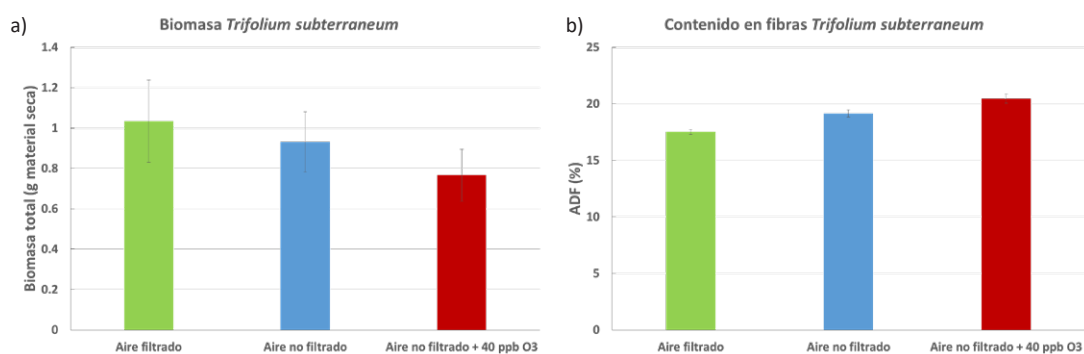 a)
Biomasa Trifolium subterraneum
Biomasa total (g material seca)
1.4
1.2
1
0.8
0.6
0.4
0.2
0
Aire filtrado
Aire no filtrado
Aire no filtrado + 40 ppb O3
b)
Contenido en fibras Trifolium subterraneum
ADF (%)
25
20
15
10
5
0
Aire filtrado
Aire no filtrado
Aire no filtrado + 40 ppb O3